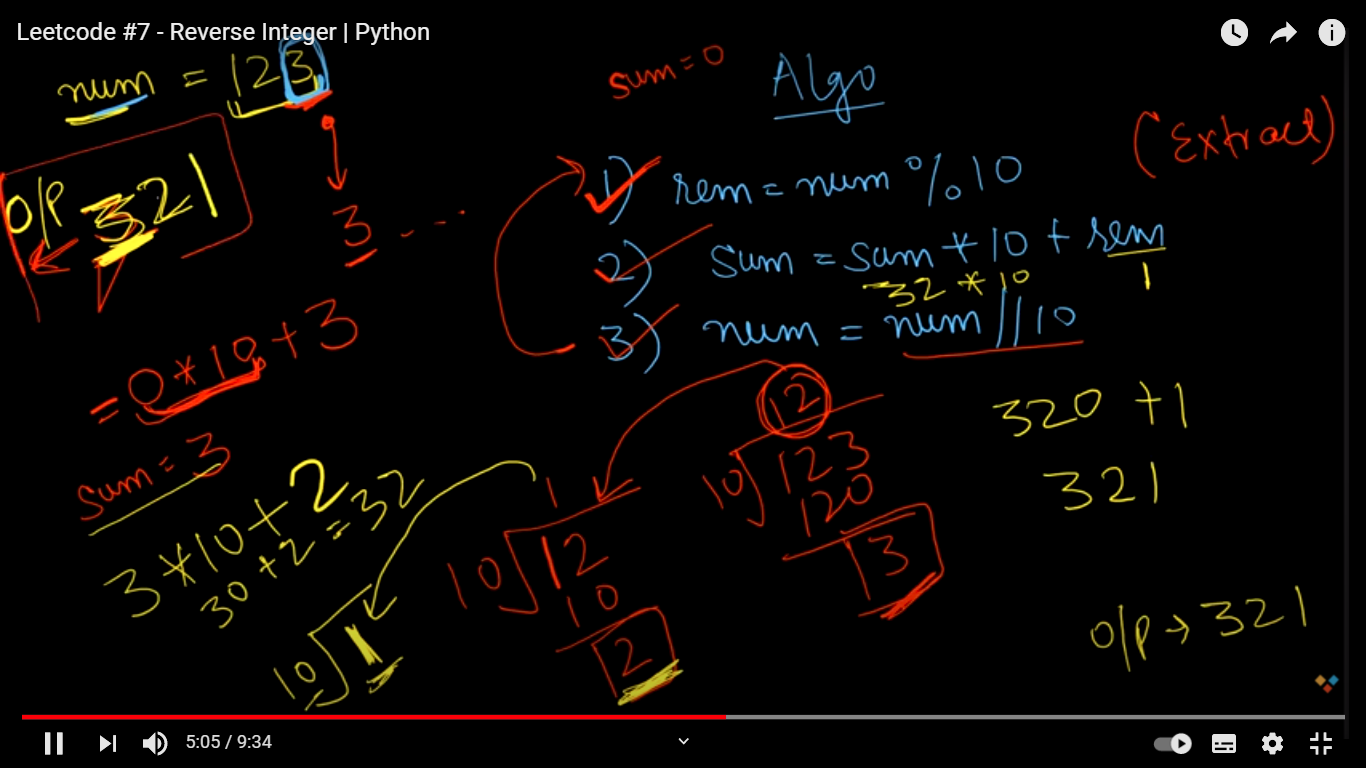 Leetcode #7 - Reverse Integer | Python
num = 123
sum = 0
Algo
(Extract)
O/P 321
3 - - -
1) rem = num % 10
2) sum = sum * 10 + rem
32 * 10
1
3) num = num // 10
= 0 * 10 + 3
sum = 3
3 * 10 + 2
30 + 2 = 32
12
10 123
120
3
1
10 12
10
2
10 1
320 + 1
321
O/P → 321
5:05 / 9:34